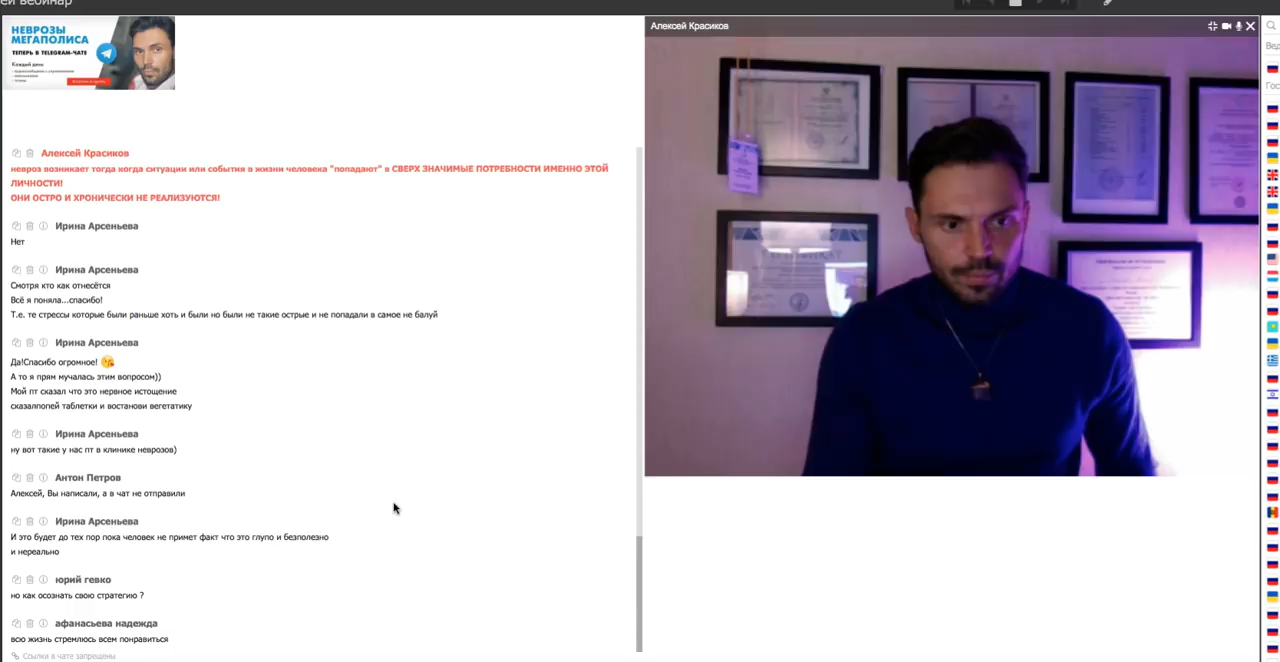 ей вебинар
НЕВРОЗЫ
МЕГАПОЛИСА
ТЕПЕРЬ В TELEGRAM-ЧАТЕ
Каждый день
Алексей Красиков
невроз возникает тогда когда ситуации или события в жизни человека "попадают" в СВЕРХ ЗНАЧИМЫЕ ПОТРЕБНОСТИ ИМЕННО ЭТОЙ
ЛИЧНОСТИ!
ОНИ ОСТРО И ХРОНИЧЕСКИ НЕ РЕАЛИЗУЮТСЯ!
Ирина Арсеньева
Нет
Ирина Арсеньева
Смотря кто как отнесётся
Всё я поняла...спасибо!
Т.е. те стрессы которые были раньше хоть и были но были не такие острые и не попадали в самое не балуй
Ирина Арсеньева
Да!Спасибо огромное!
А то я прям мучалась этим вопросом))
Мой пт сказал что это нервное истощение
сказалпопей таблетки и востанови вегетатику
Ирина Арсеньева
ну вот такие у нас пт в клинике неврозов)
Антон Петров
Алексей, Вы написали, а в чат не отправили
Ирина Арсеньева
И это будет до тех пор пока человек не примет факт что это глупо и безполезно
и нереально
юрий гевко
но как осознать свою стратегию ?
афанасьева надежда
всю жизнь стремлюсь всем понравиться
Ссылки в чате запрещены
Алексей Красиков
Вед
Гос